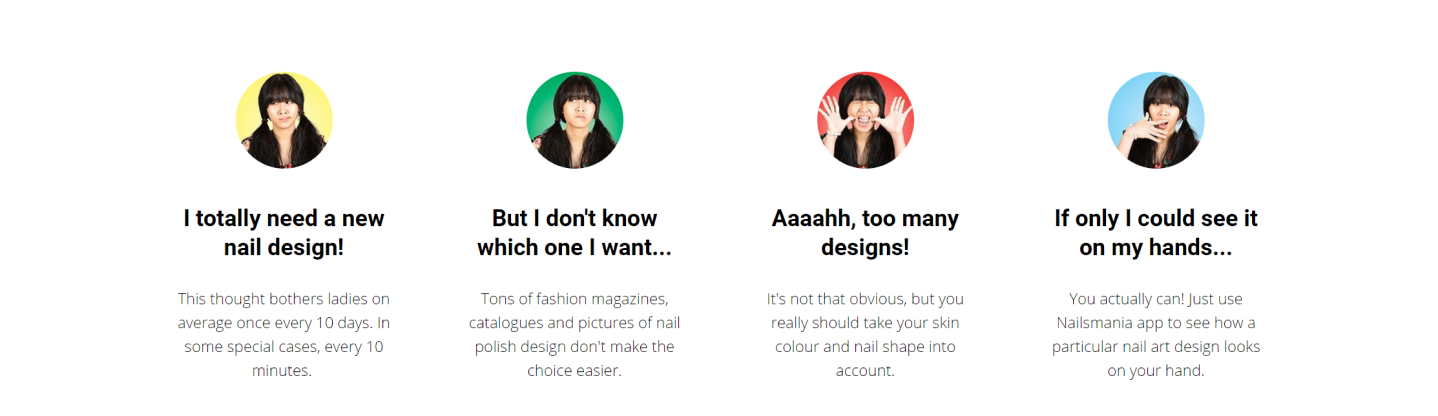 I totally need a new
nail design!
This thought bothers ladies on
average once every 10 days. In
some special cases, every 10
minutes.
But I don't know
which one I want...
Tons of fashion magazines,
catalogues and pictures of nail
polish design don't make the
choice easier.
Aaaahh, too many
designs!
It's not that obvious, but you
really should take your skin
colour and nail shape into
account.
If only I could see it
on my hands...
You actually can! Just use
Nailsmania app to see how a
particular nail art design looks
on your hand.